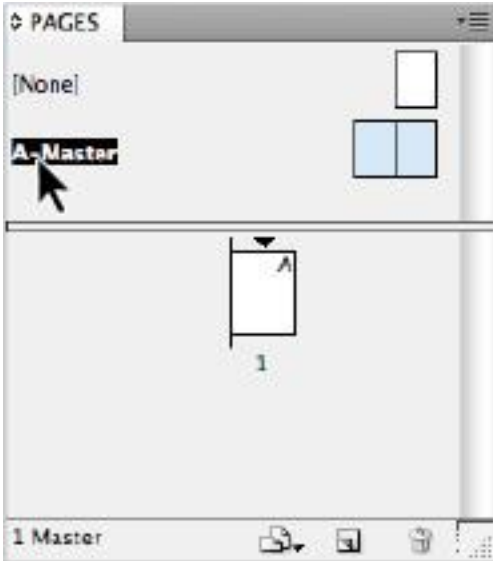 PAGES
[None]
A-Master
A
1
1 Master